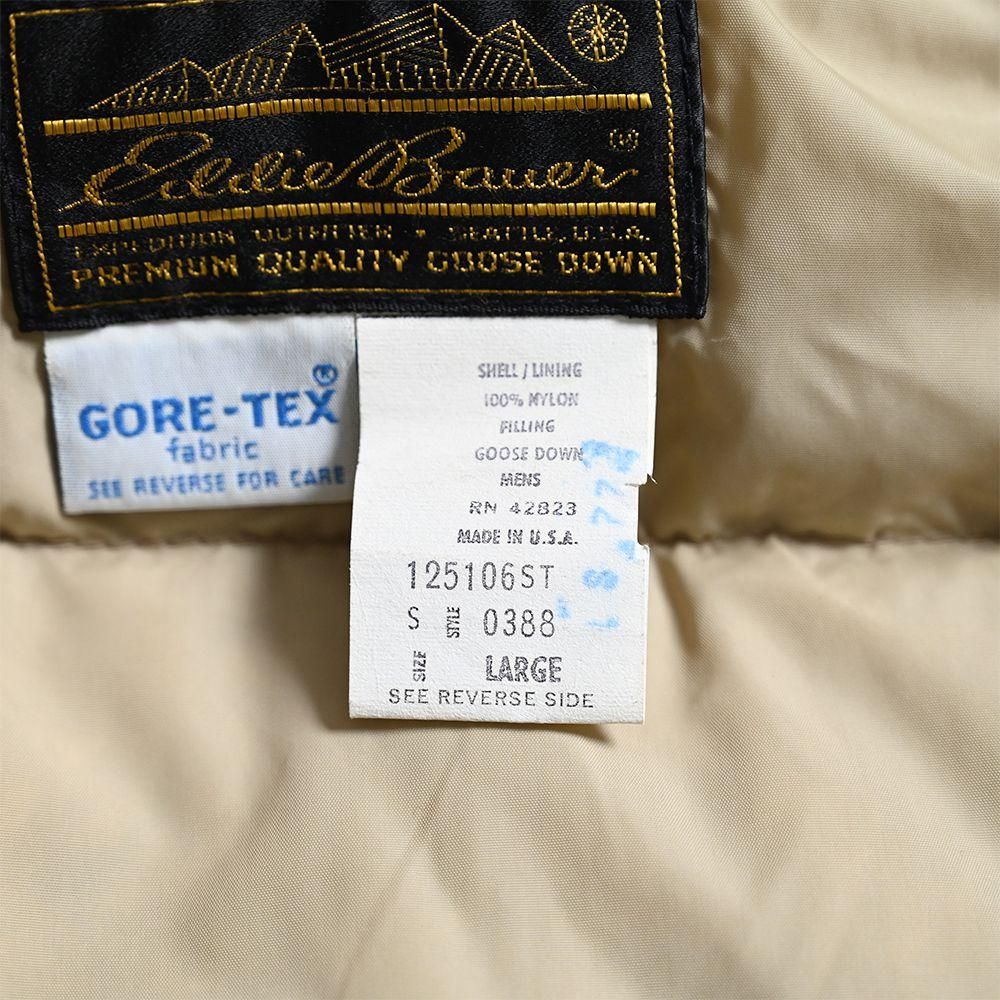 Eddie Bauer
EXPEDITION OUTFITTER • SEATTLE, U.S.A.
PREMIUM QUALITY GOOSE DOWN
GORE-TEX®
fabric
SEE REVERSE FOR CARE
SHELL / LINING
100% NYLON
FILLING
GOOSE DOWN
MENS
RN 42823
MADE IN U.S.A.
125106ST
S STYLE 0388
SIZE LARGE
SEE REVERSE SIDE